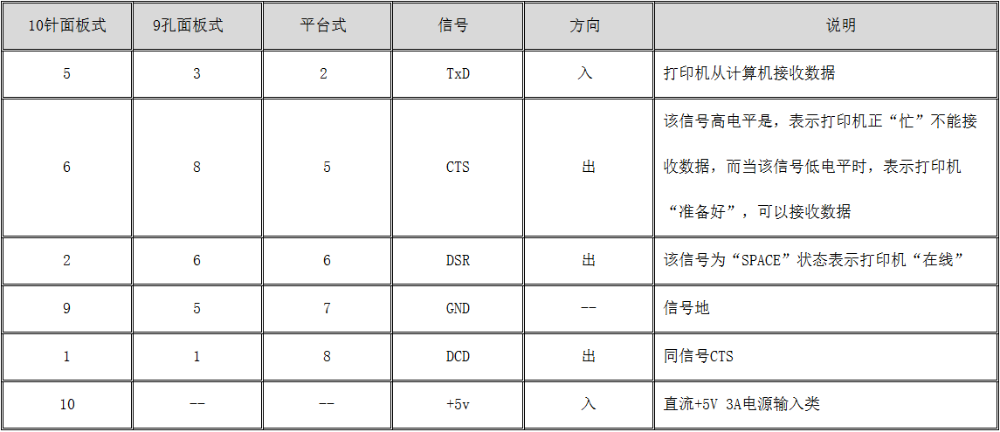 10针面板式 9孔面板式 平台式 信号 方向 说明
5 3 2 TxD 入 打印机从计算机接收数据
6 8 5 CTS 出 该信号高电平是，表示打印机正“忙”不能接
收数据，而当该信号低电平时，表示打印机
“准备好”，可以接收数据
2 6 6 DSR 出 该信号为“SPACE”状态表示打印机“在线”
9 5 7 GND -- 信号地
1 1 8 DCD 出 同信号CTS
10 -- -- +5v 入 直流+5V 3A电源输入类